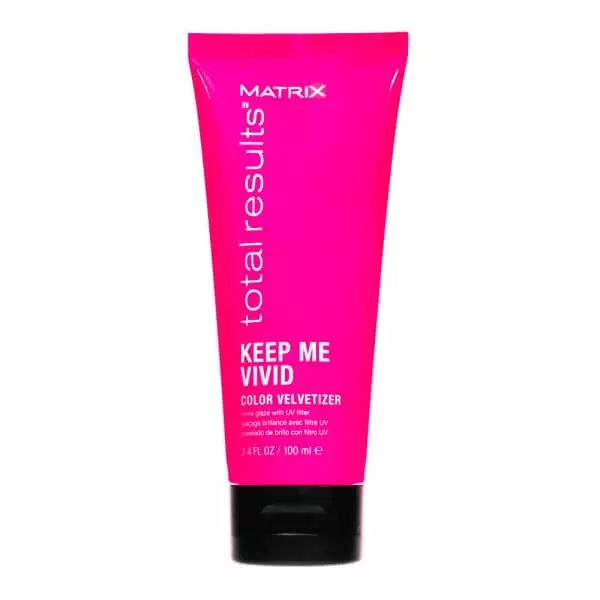 MATRIX
total results
KEEP ME
VIVID
COLOR VELVETIZER
glaze with UV filter
brillance avec filtre UV
de brillo con filtro UV
3.4 FL OZ / 100 ml e